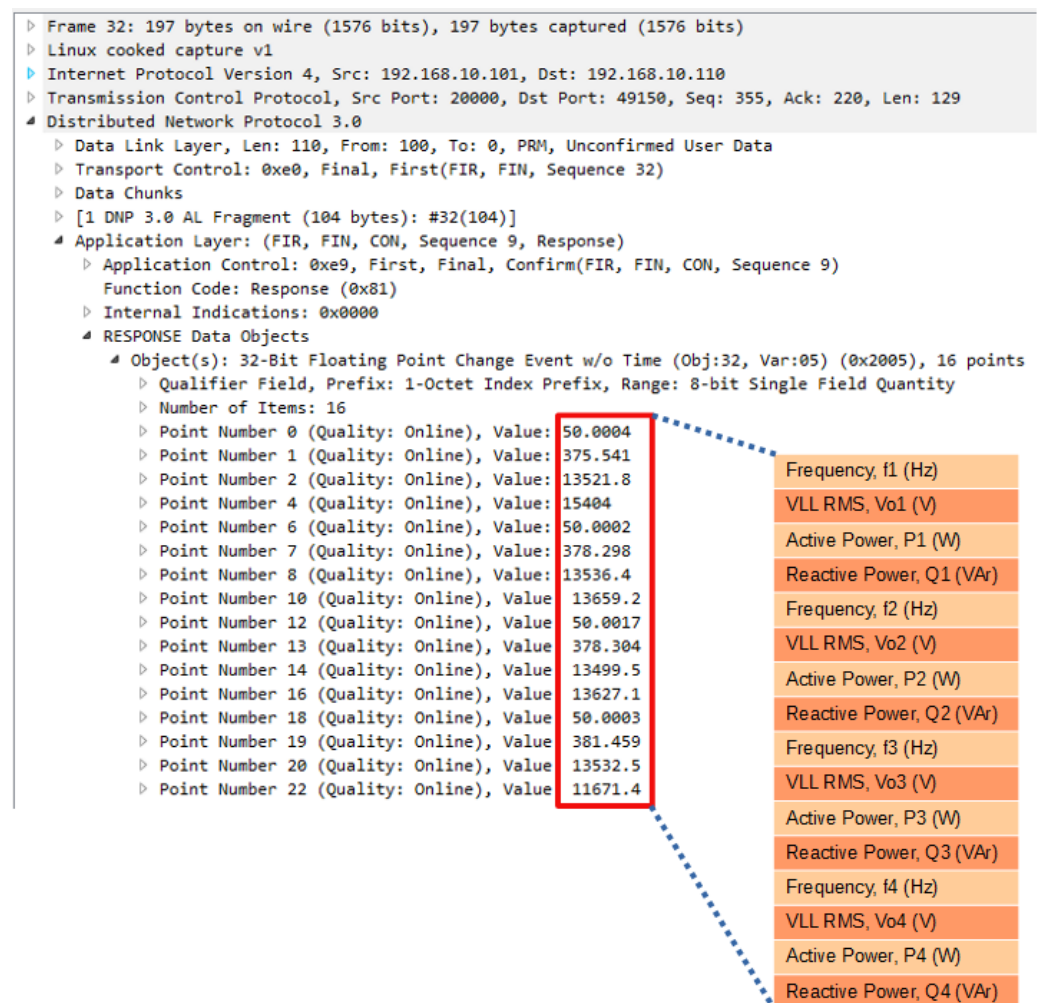 Frame 32: 197 bytes on wire (1576 bits), 197 bytes captured (1576 bits)
Linux cooked capture v1
Internet Protocol Version 4, Src: 192.168.10.101, Dst: 192.168.10.110
Transmission Control Protocol, Src Port: 20000, Dst Port: 49150, Seq: 355, Ack: 220, Len: 129
Distributed Network Protocol 3.0
Data Link Layer, Len: 110, From: 100, To: 0, PRM, Unconfirmed User Data
Transport Control: 0xe0, Final, First(FIR, FIN, Sequence 32)
Data Chunks
[1 DNP 3.0 AL Fragment (104 bytes): #32(104)]
Application Layer: (FIR, FIN, CON, Sequence 9, Response)
Application Control: 0xe9, First, Final, Confirm(FIR, FIN, CON, Sequence 9)
Function Code: Response (0x81)
Internal Indications: 0x0000
RESPONSE Data Objects
Object(s): 32-Bit Floating Point Change Event w/o Time (Obj:32, Var:05) (0x2005), 16 points
Qualifier Field, Prefix: 1-Octet Index Prefix, Range: 8-bit Single Field Quantity
Number of Items: 16
Point Number 0 (Quality: Online), Value: 50.0004
Point Number 1 (Quality: Online), Value: 375.541
Point Number 2 (Quality: Online), Value: 13521.8
Point Number 4 (Quality: Online), Value: 15404
Point Number 6 (Quality: Online), Value: 50.0002
Point Number 7 (Quality: Online), Value: 378.298
Point Number 8 (Quality: Online), Value: 13536.4
Point Number 10 (Quality: Online), Value 13659.2
Point Number 12 (Quality: Online), Value 50.0017
Point Number 13 (Quality: Online), Value 378.304
Point Number 14 (Quality: Online), Value 13499.5
Point Number 16 (Quality: Online), Value 13627.1
Point Number 18 (Quality: Online), Value 50.0003
Point Number 19 (Quality: Online), Value 381.459
Point Number 20 (Quality: Online), Value 13532.5
Point Number 22 (Quality: Online), Value 11671.4
Frequency, f1 (Hz)
VLL RMS, Vo1 (V)
Active Power, P1 (W)
Reactive Power, Q1 (VAr)
Frequency, f2 (Hz)
VLL RMS, Vo2 (V)
Active Power, P2 (W)
Reactive Power, Q2 (VAr)
Frequency, f3 (Hz)
VLL RMS, Vo3 (V)
Active Power, P3 (W)
Reactive Power, Q3 (VAr)
Frequency, f4 (Hz)
VLL RMS, Vo4 (V)
Active Power, P4 (W)
Reactive Power, Q4 (VAr)